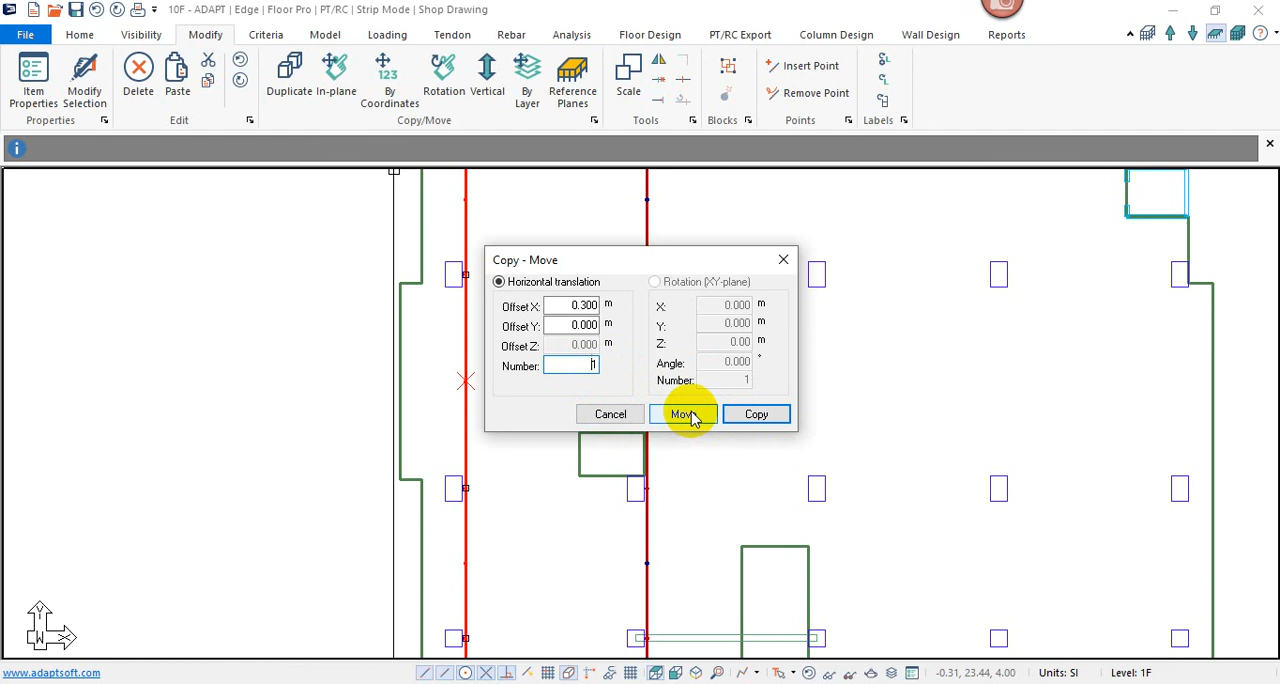 10F - ADAPT | Edge | Floor Pro | PT/RC | Strip Mode | Shop Drawing
File Home Visibility Modify Criteria Model Loading Tendon Rebar Analysis Floor Design PT/RC Export Column Design Wall Design Reports
Item Properties
Modify Selection
Properties
Delete
Paste
Edit
Duplicate
In-plane
123
By Coordinates
Rotation
Vertical
By Layer
Reference Planes
Copy/Move
Scale
Tools
Blocks
Insert Point
Remove Point
Points
Labels
Copy - Move
Horizontal translation
Offset X: 0.300 m
Offset Y: 0.000 m
Offset Z: 0.000 m
Number: 1
Rotation (XY-plane)
X: 0.000 m
Y: 0.000 m
Z: 0.00 m
Angle: 0.000 °
Number: 1
Cancel Move Copy
Y
W X
www.adaptsoft.com
-0.31, 23.44, 4.00 Units: SI Level: 1F